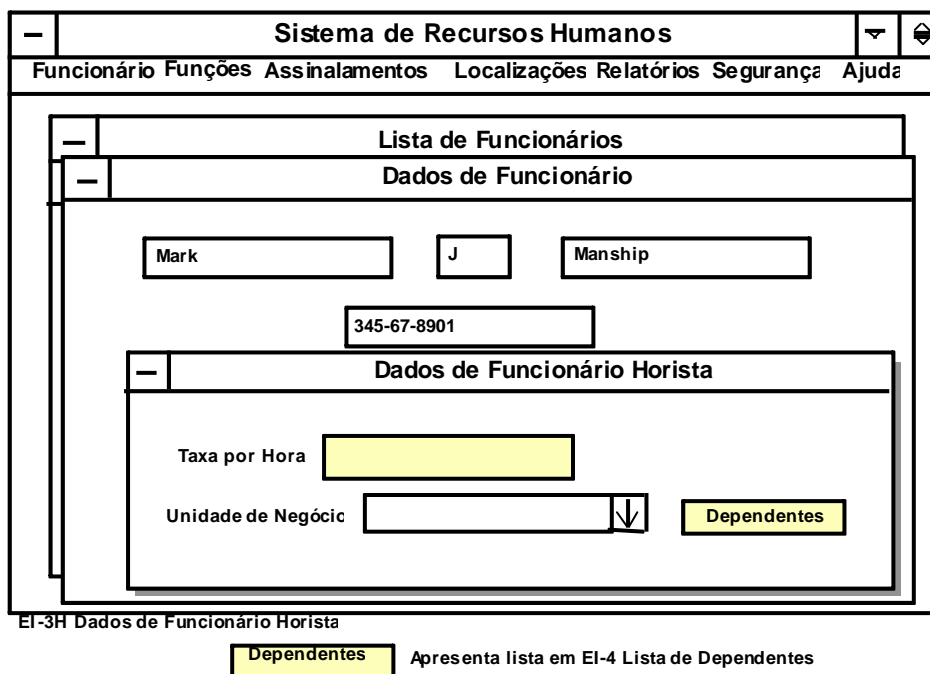 Sistema de Recursos Humanos
Funcionário Funções Assinalamentos Localizações Relatórios Segurança Ajuda
Lista de Funcionários
Dados de Funcionário
Mark J Manship
345-67-8901
Dados de Funcionário Horista
Taxa por Hora
Unidade de Negócio Dependentes
EI-3H Dados de Funcionário Horista
Dependentes Apresenta lista em EI-4 Lista de Dependentes